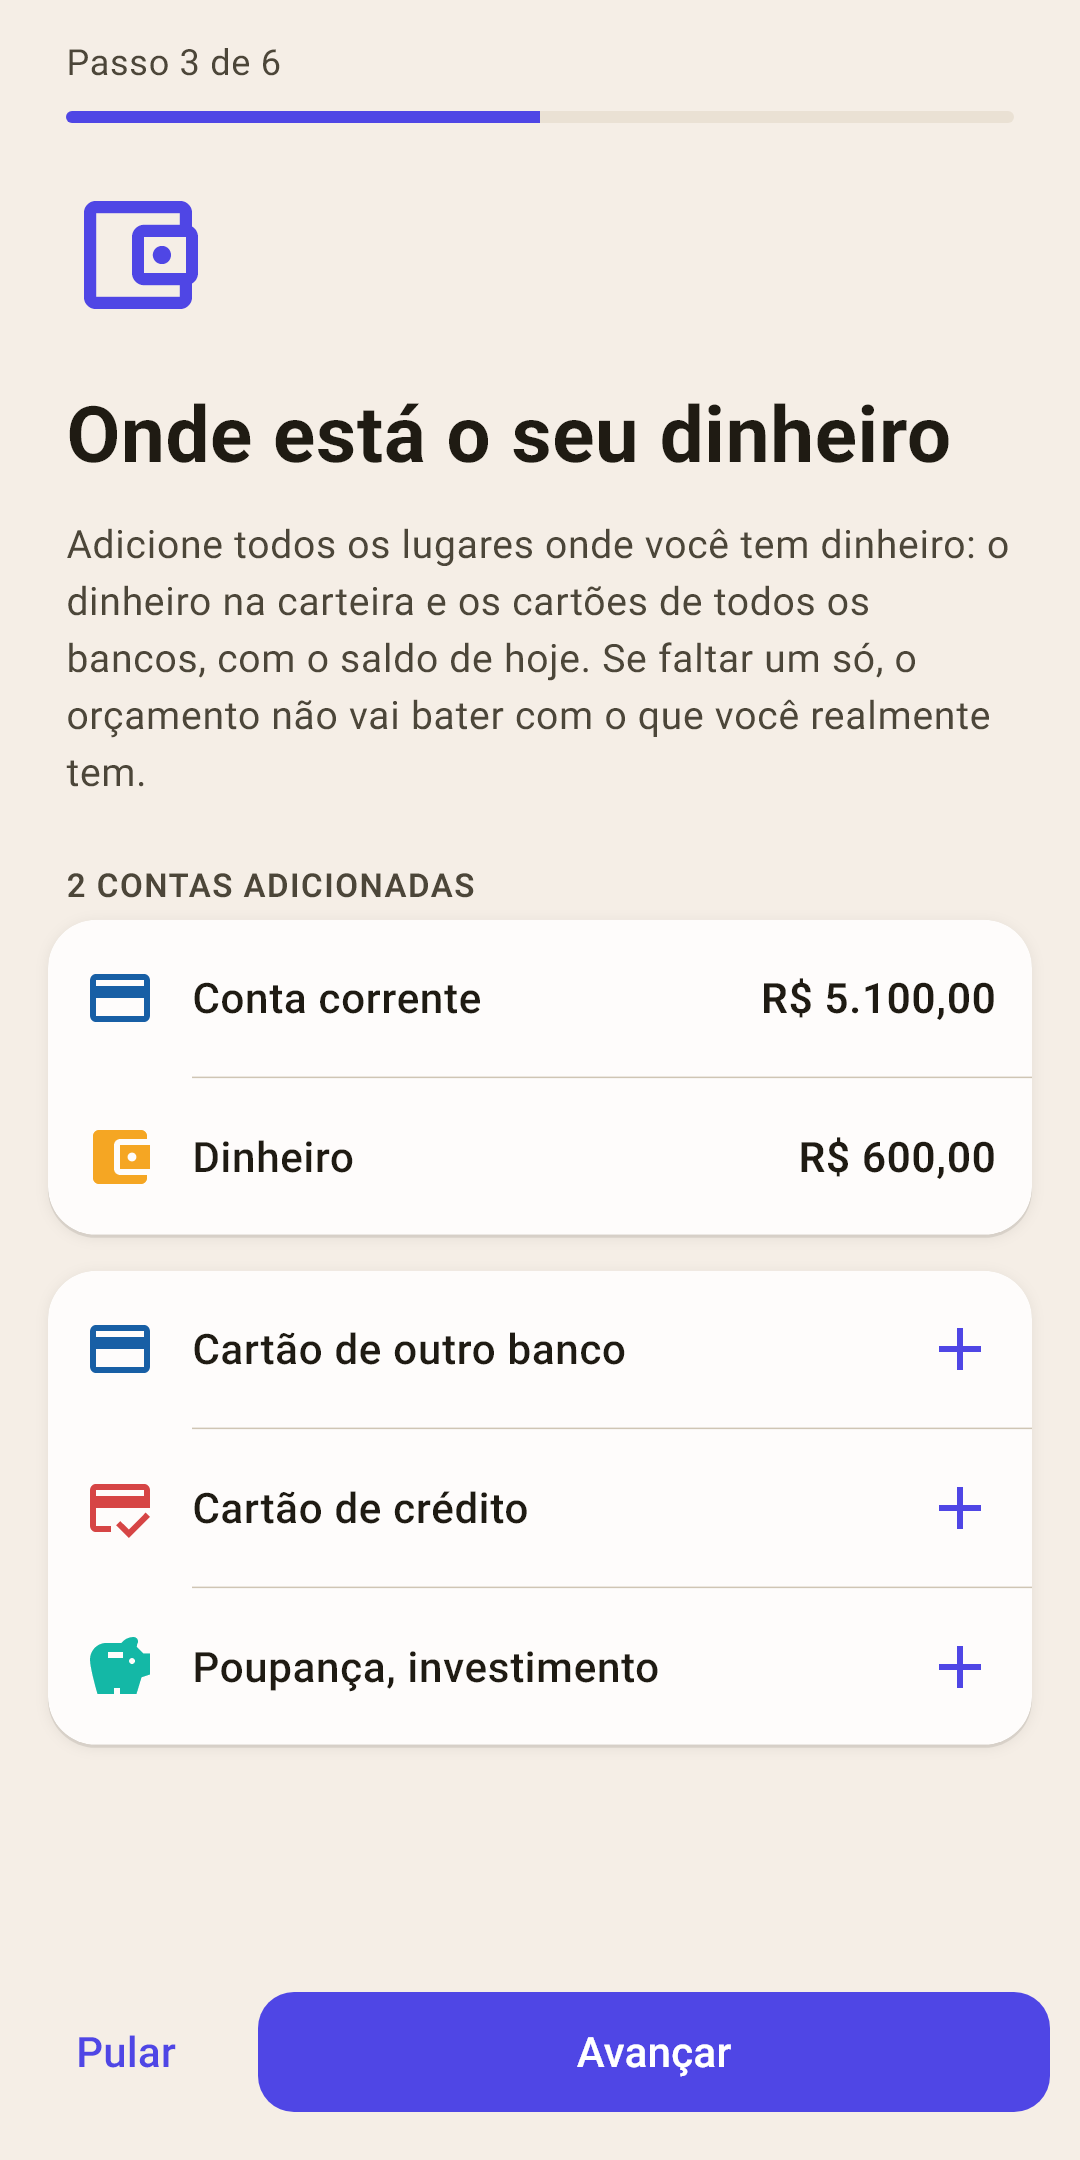 Passo 3 de 6
Onde está o seu dinheiro
Adicione todos os lugares onde você tem dinheiro: o
dinheiro na carteira e os cartões de todos os
bancos, com o saldo de hoje. Se faltar um só, o
orçamento não vai bater com o que você realmente
tem.
2 CONTAS ADICIONADAS
Conta corrente R$ 5.100,00
Dinheiro R$ 600,00
Cartão de outro banco
Cartão de crédito
Poupança, investimento
Pular Avançar